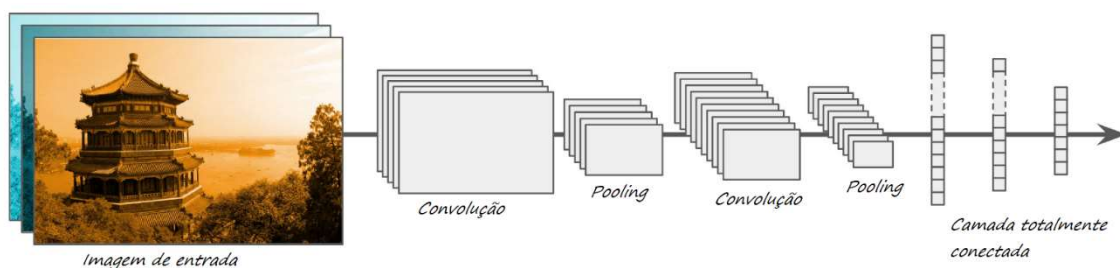 Convolução
Pooling
Convolução
Pooling
Camada totalmente
conectada
Imagem de entrada